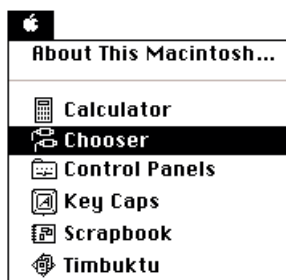 About This Macintosh...
Calculator
Chooser
Control Panels
Key Caps
Scrapbook
Timbuktu